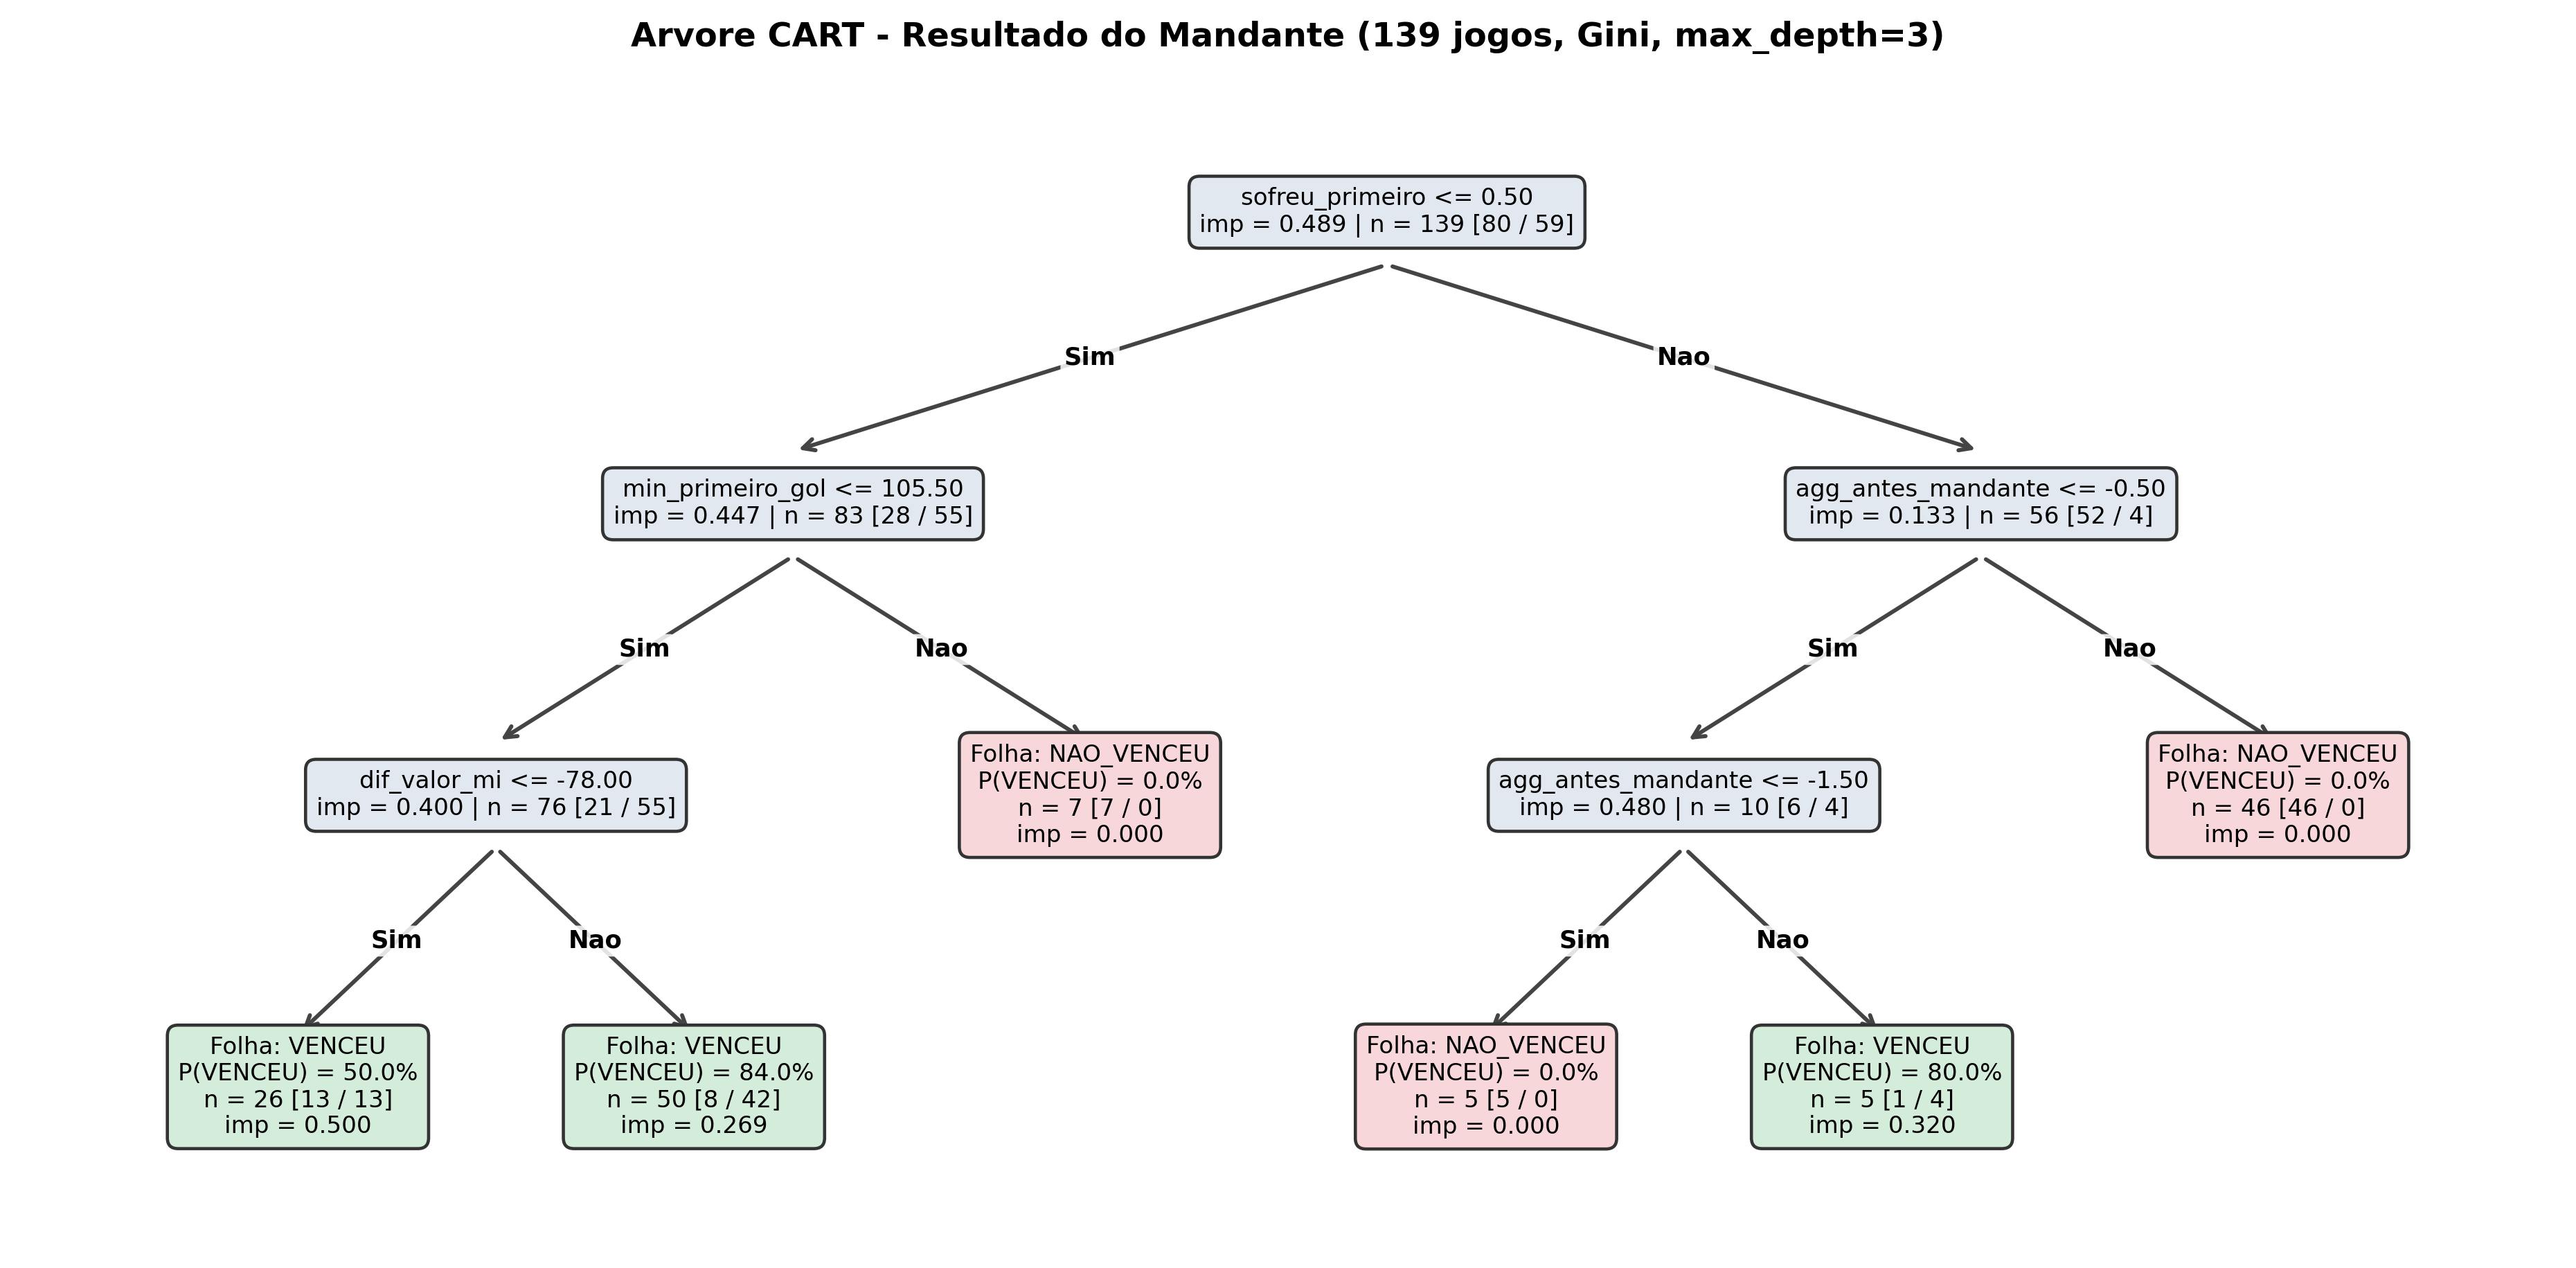 Arvore CART - Resultado do Mandante (139 jogos, Gini, max_depth=3)
sofreu_primeiro <= 0.50
imp = 0.489 | n = 139 [80 / 59]
Sim
Nao
min_primeiro_gol <= 105.50
imp = 0.447 | n = 83 [28 / 55]
agg_antes_mandante <= -0.50
imp = 0.133 | n = 56 [52 / 4]
Sim
Nao
Sim
Nao
dif_valor_mi <= -78.00
imp = 0.400 | n = 76 [21 / 55]
Folha: NAO_VENCEU
P(VENCEU) = 0.0%
n = 7 [7 / 0]
imp = 0.000
agg_antes_mandante <= -1.50
imp = 0.480 | n = 10 [6 / 4]
Folha: NAO_VENCEU
P(VENCEU) = 0.0%
n = 46 [46 / 0]
imp = 0.000
Sim
Nao
Sim
Nao
Folha: VENCEU
P(VENCEU) = 50.0%
n = 26 [13 / 13]
imp = 0.500
Folha: VENCEU
P(VENCEU) = 84.0%
n = 50 [8 / 42]
imp = 0.269
Folha: NAO_VENCEU
P(VENCEU) = 0.0%
n = 5 [5 / 0]
imp = 0.000
Folha: VENCEU
P(VENCEU) = 80.0%
n = 5 [1 / 4]
imp = 0.320